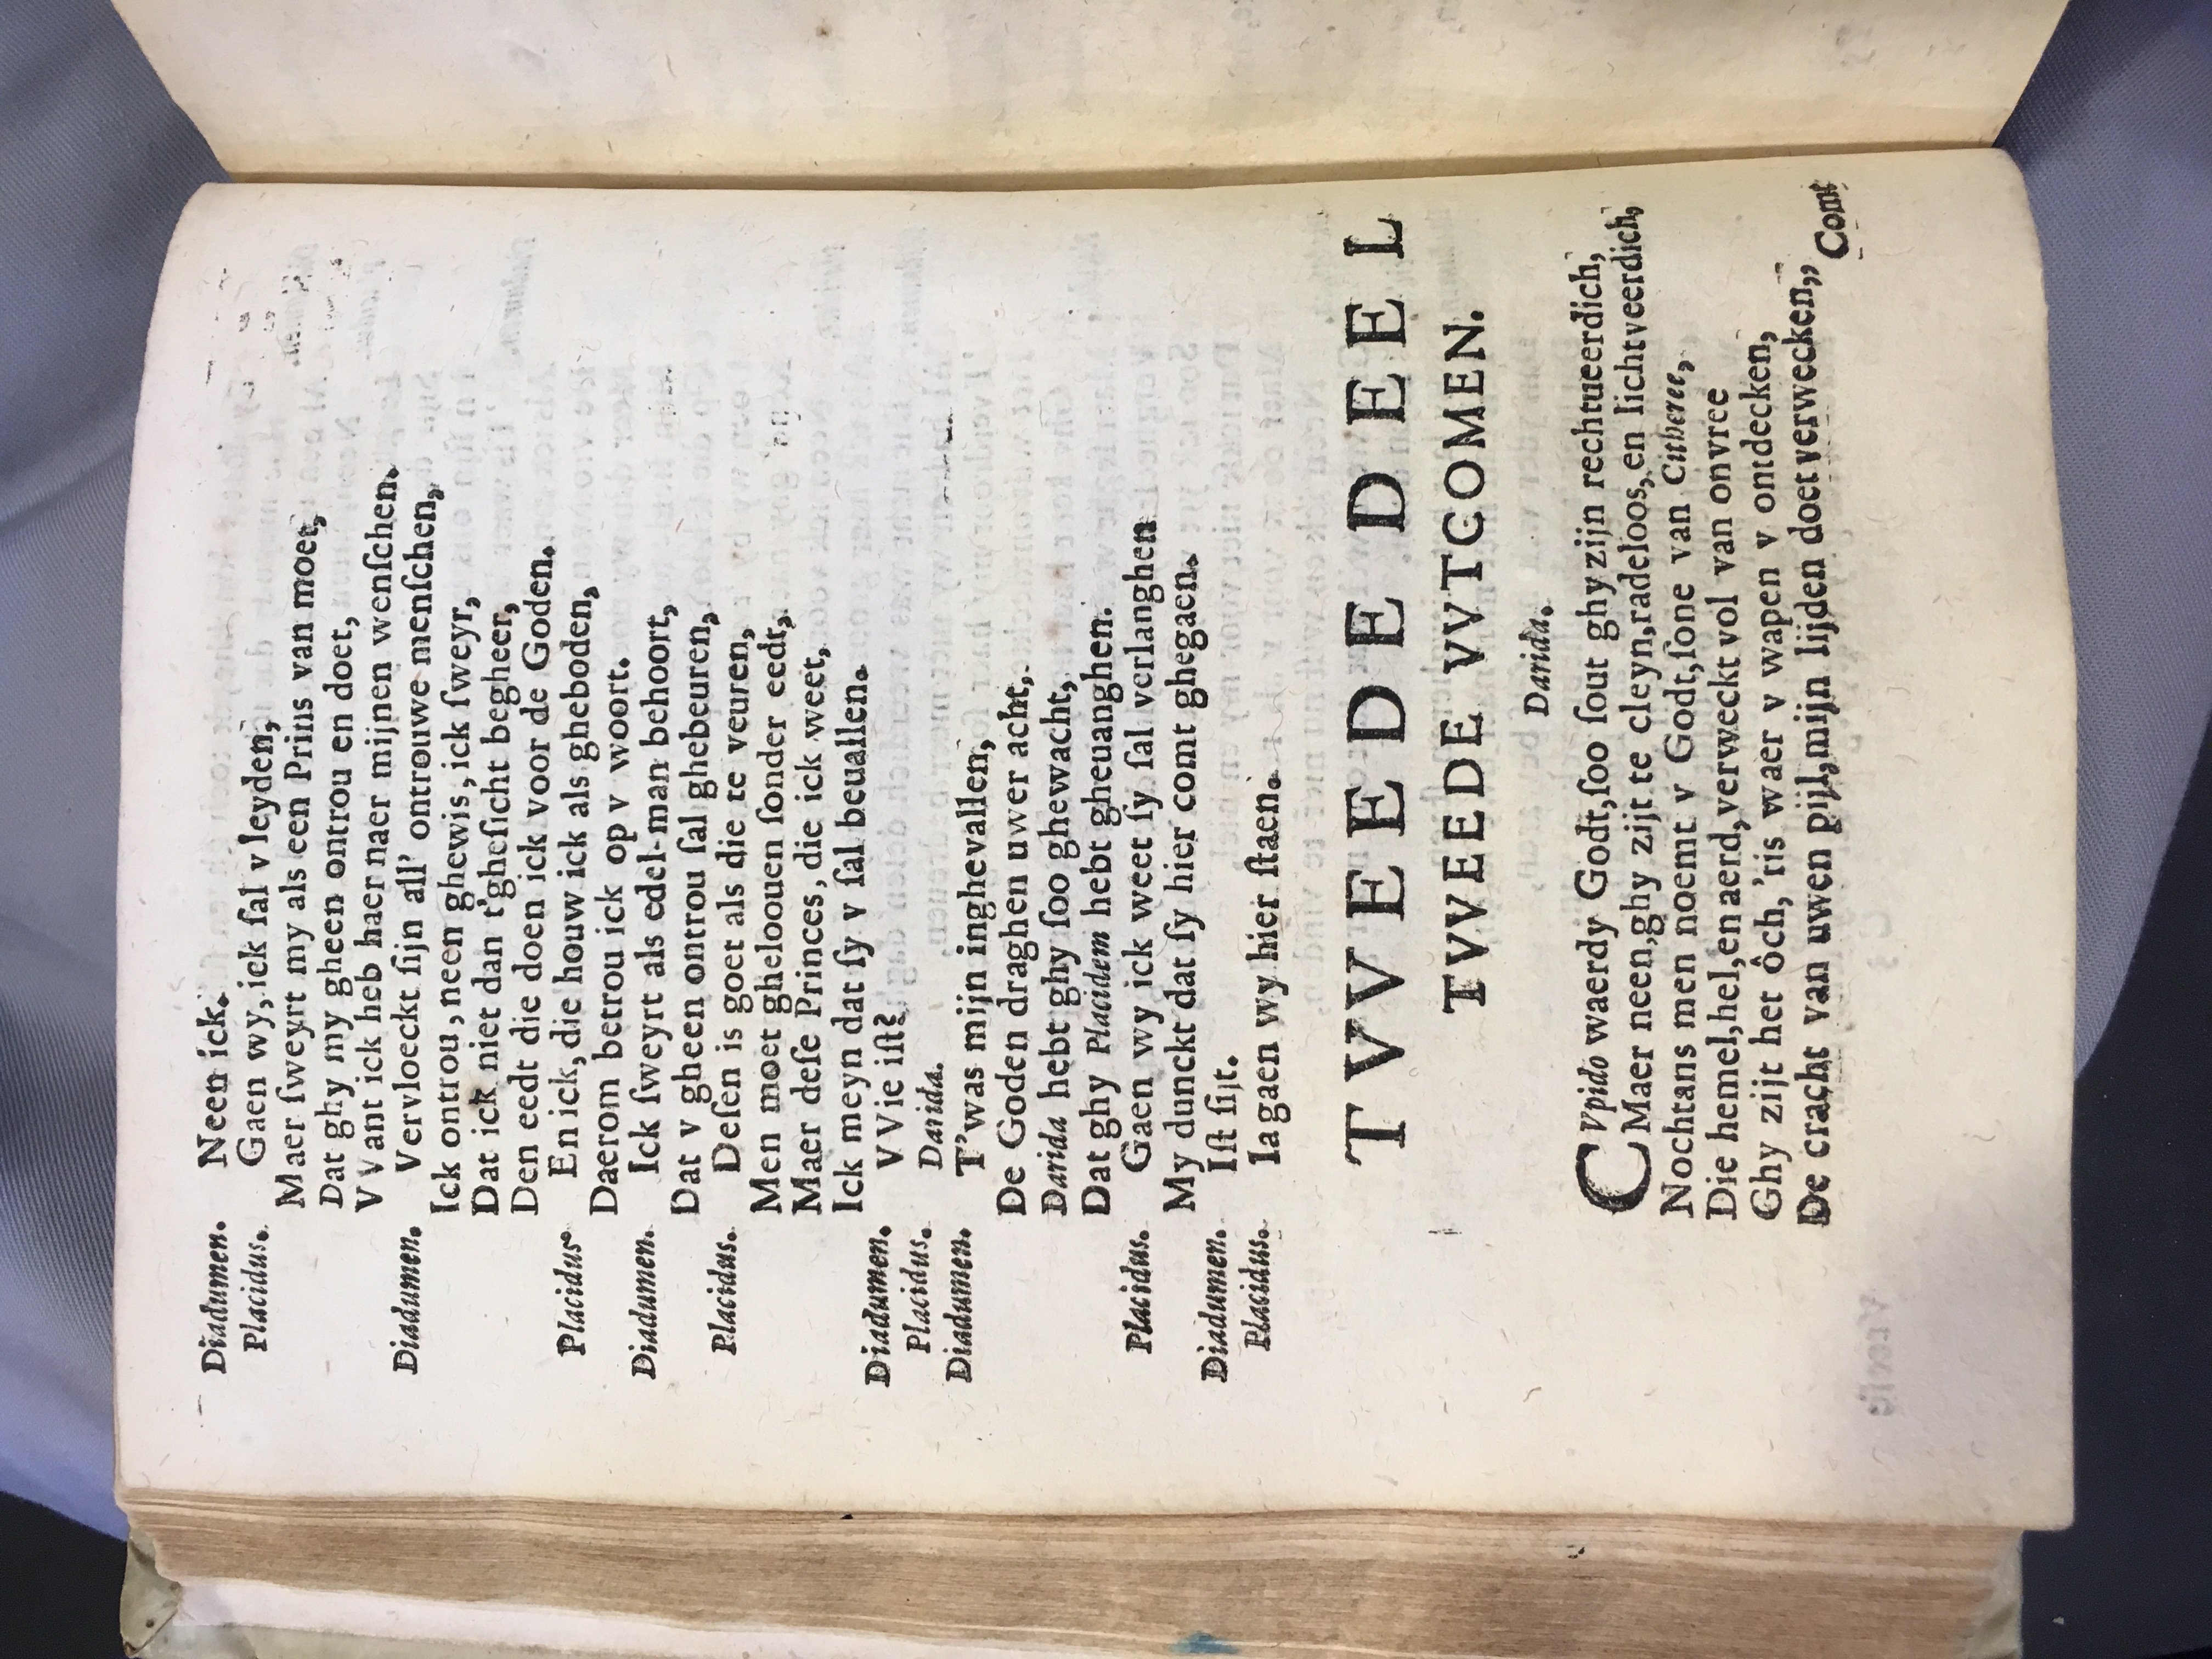 Diadumen. Neen ick.
Placidus. Gaen wy, ick ſal v leyden,
Maer ſweyrt my als een Prins van moet,
Dat ghy my gheen ontrou en doet,
VVant ick heb haer naer mijnen wenſchen.
Diadumen. Vervloeckt ſijn all' ontrouwe menſchen,
Ick ontrou, neen ghewis, ick ſweyr,
Dat ick niet dan t'gheſicht begheer,
Den eedt die doen ick voor de Goden.
Placidus. En ick, die houw ick als gheboden,
Daerom betrou ick op v woort.
Diadumen. Ick ſweyrt als edel-man behoort,
Dat v gheen ontrou ſal ghebeuren,
Placidus. Deſen is goet als die te veuren,
Men moet gheloouen ſonder eedt,
Maer deſe Princes, die ick weet,
Ick meyn dat ſy v ſal beuallen.
Diadumen. VVie iſt?
Placidus. Darida.
Diadumen. T'was mijn inghevallen,
De Goden draghen uwer acht,
Darida hebt ghy ſoo ghewacht,
Dat ghy Placidem hebt gheuanghen.
Placidus. Gaen wy ick weet ſy ſal verlanghen
My dunckt dat ſy hier comt ghegaen.
Diadumen. Iſt ſijt.
Placidus. Ia gaen wy hier ſtaen.
TVVEEDE DEEL
TVVEEDE VVTCOMEN.
Darida.
CVpido waerdy Godt, ſoo ſout ghy zijn rechtueerdich,
Maer neen, ghy zijt te cleyn, radeloos, en lichtveerdich,
Nochtans men noemt v Godt, ſone van Citheree,
Die hemel, hel, en aerd, verweckt vol van onvree
Ghy zijt het ôch, 'tis waer v wapen v ontdecken,
De cracht van uwen pijl, mijn lijden doet verwecken,,
Comt